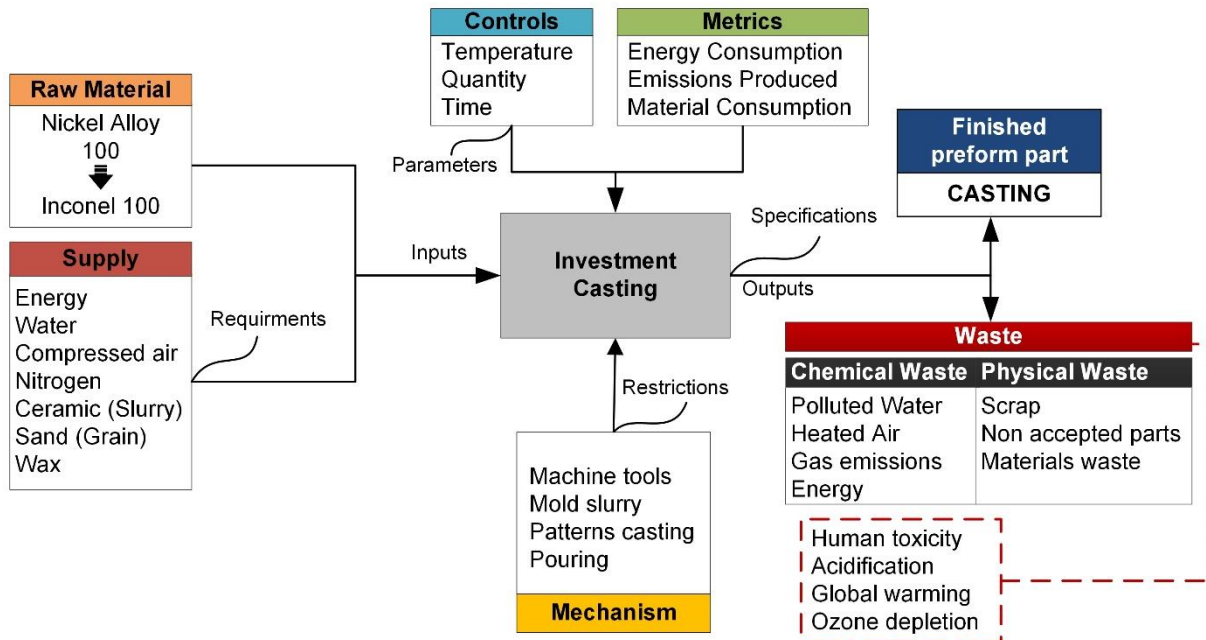 Controls
Temperature
Quantity
Time
Metrics
Energy Consumption
Emissions Produced
Material Consumption
Raw Material
Nickel Alloy
100
Inconel 100
Supply
Energy
Water
Compressed air
Nitrogen
Ceramic (Slurry)
Sand (Grain)
Wax
Requirments
Parameters
Inputs
Investment
Casting
Specifications
Outputs
Finished
preform part
CASTING
Restrictions
Machine tools
Mold slurry
Patterns casting
Pouring
Mechanism
Waste
Chemical Waste
Polluted Water
Heated Air
Gas emissions
Energy
Physical Waste
Scrap
Non accepted parts
Materials waste
Human toxicity
Acidification
Global warming
Ozone depletion